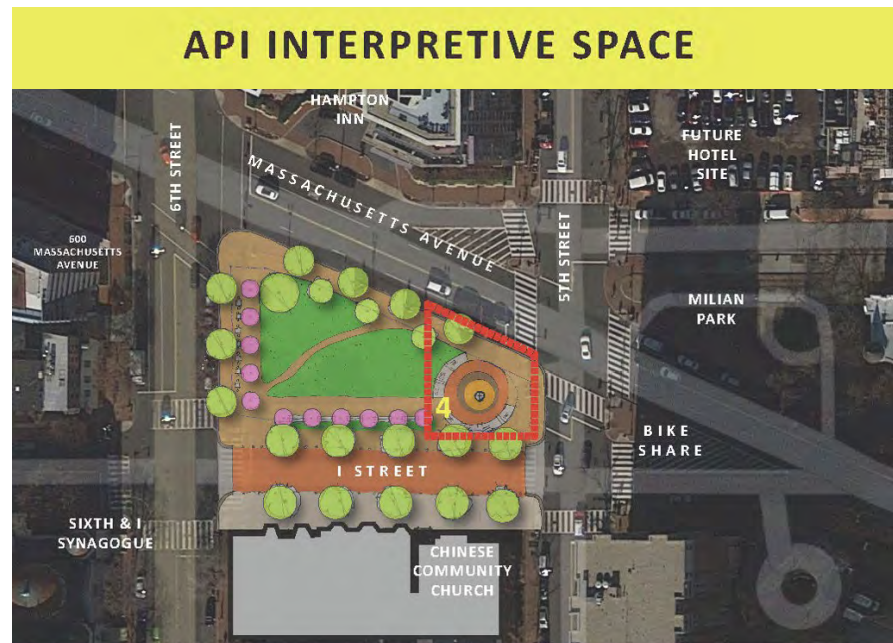 API INTERPRETIVE SPACE
HAMPTON
INN
FUTURE
HOTEL
SITE
6TH STREET
MASSACHUSETTS AVENUE
5TH STREET
600
MASSACHUSETTS
AVENUE
MILIAN
PARK
4
BIKE
SHARE
I STREET
SIXTH & I
SYNAGOGUE
CHINESE
COMMUNITY
CHURCH